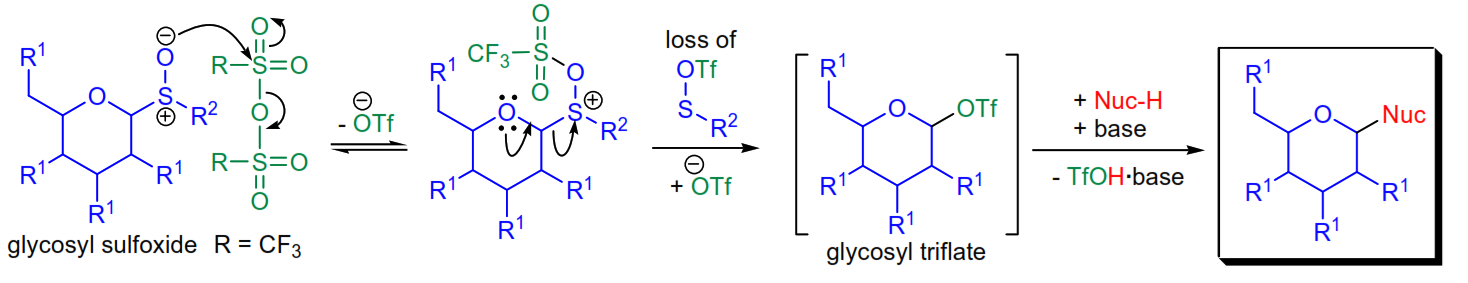 R¹
O
⊖
O
S
⊕
R²
R¹
R¹
R¹
O
R
S
O
O
R
S
O
O
glycosyl sulfoxide R = CF₃
⊖
- OTf
O
CF₃
S
O
O
S
⊕
R²
R¹
O
R¹
R¹
R¹
loss of
OTf
S
R²
⊖
+ OTf
R¹
O
OTf
R¹
R¹
R¹
glycosyl triflate
+ Nuc-H
+ base
- TfOH·base
R¹
O
Nuc
R¹
R¹
R¹